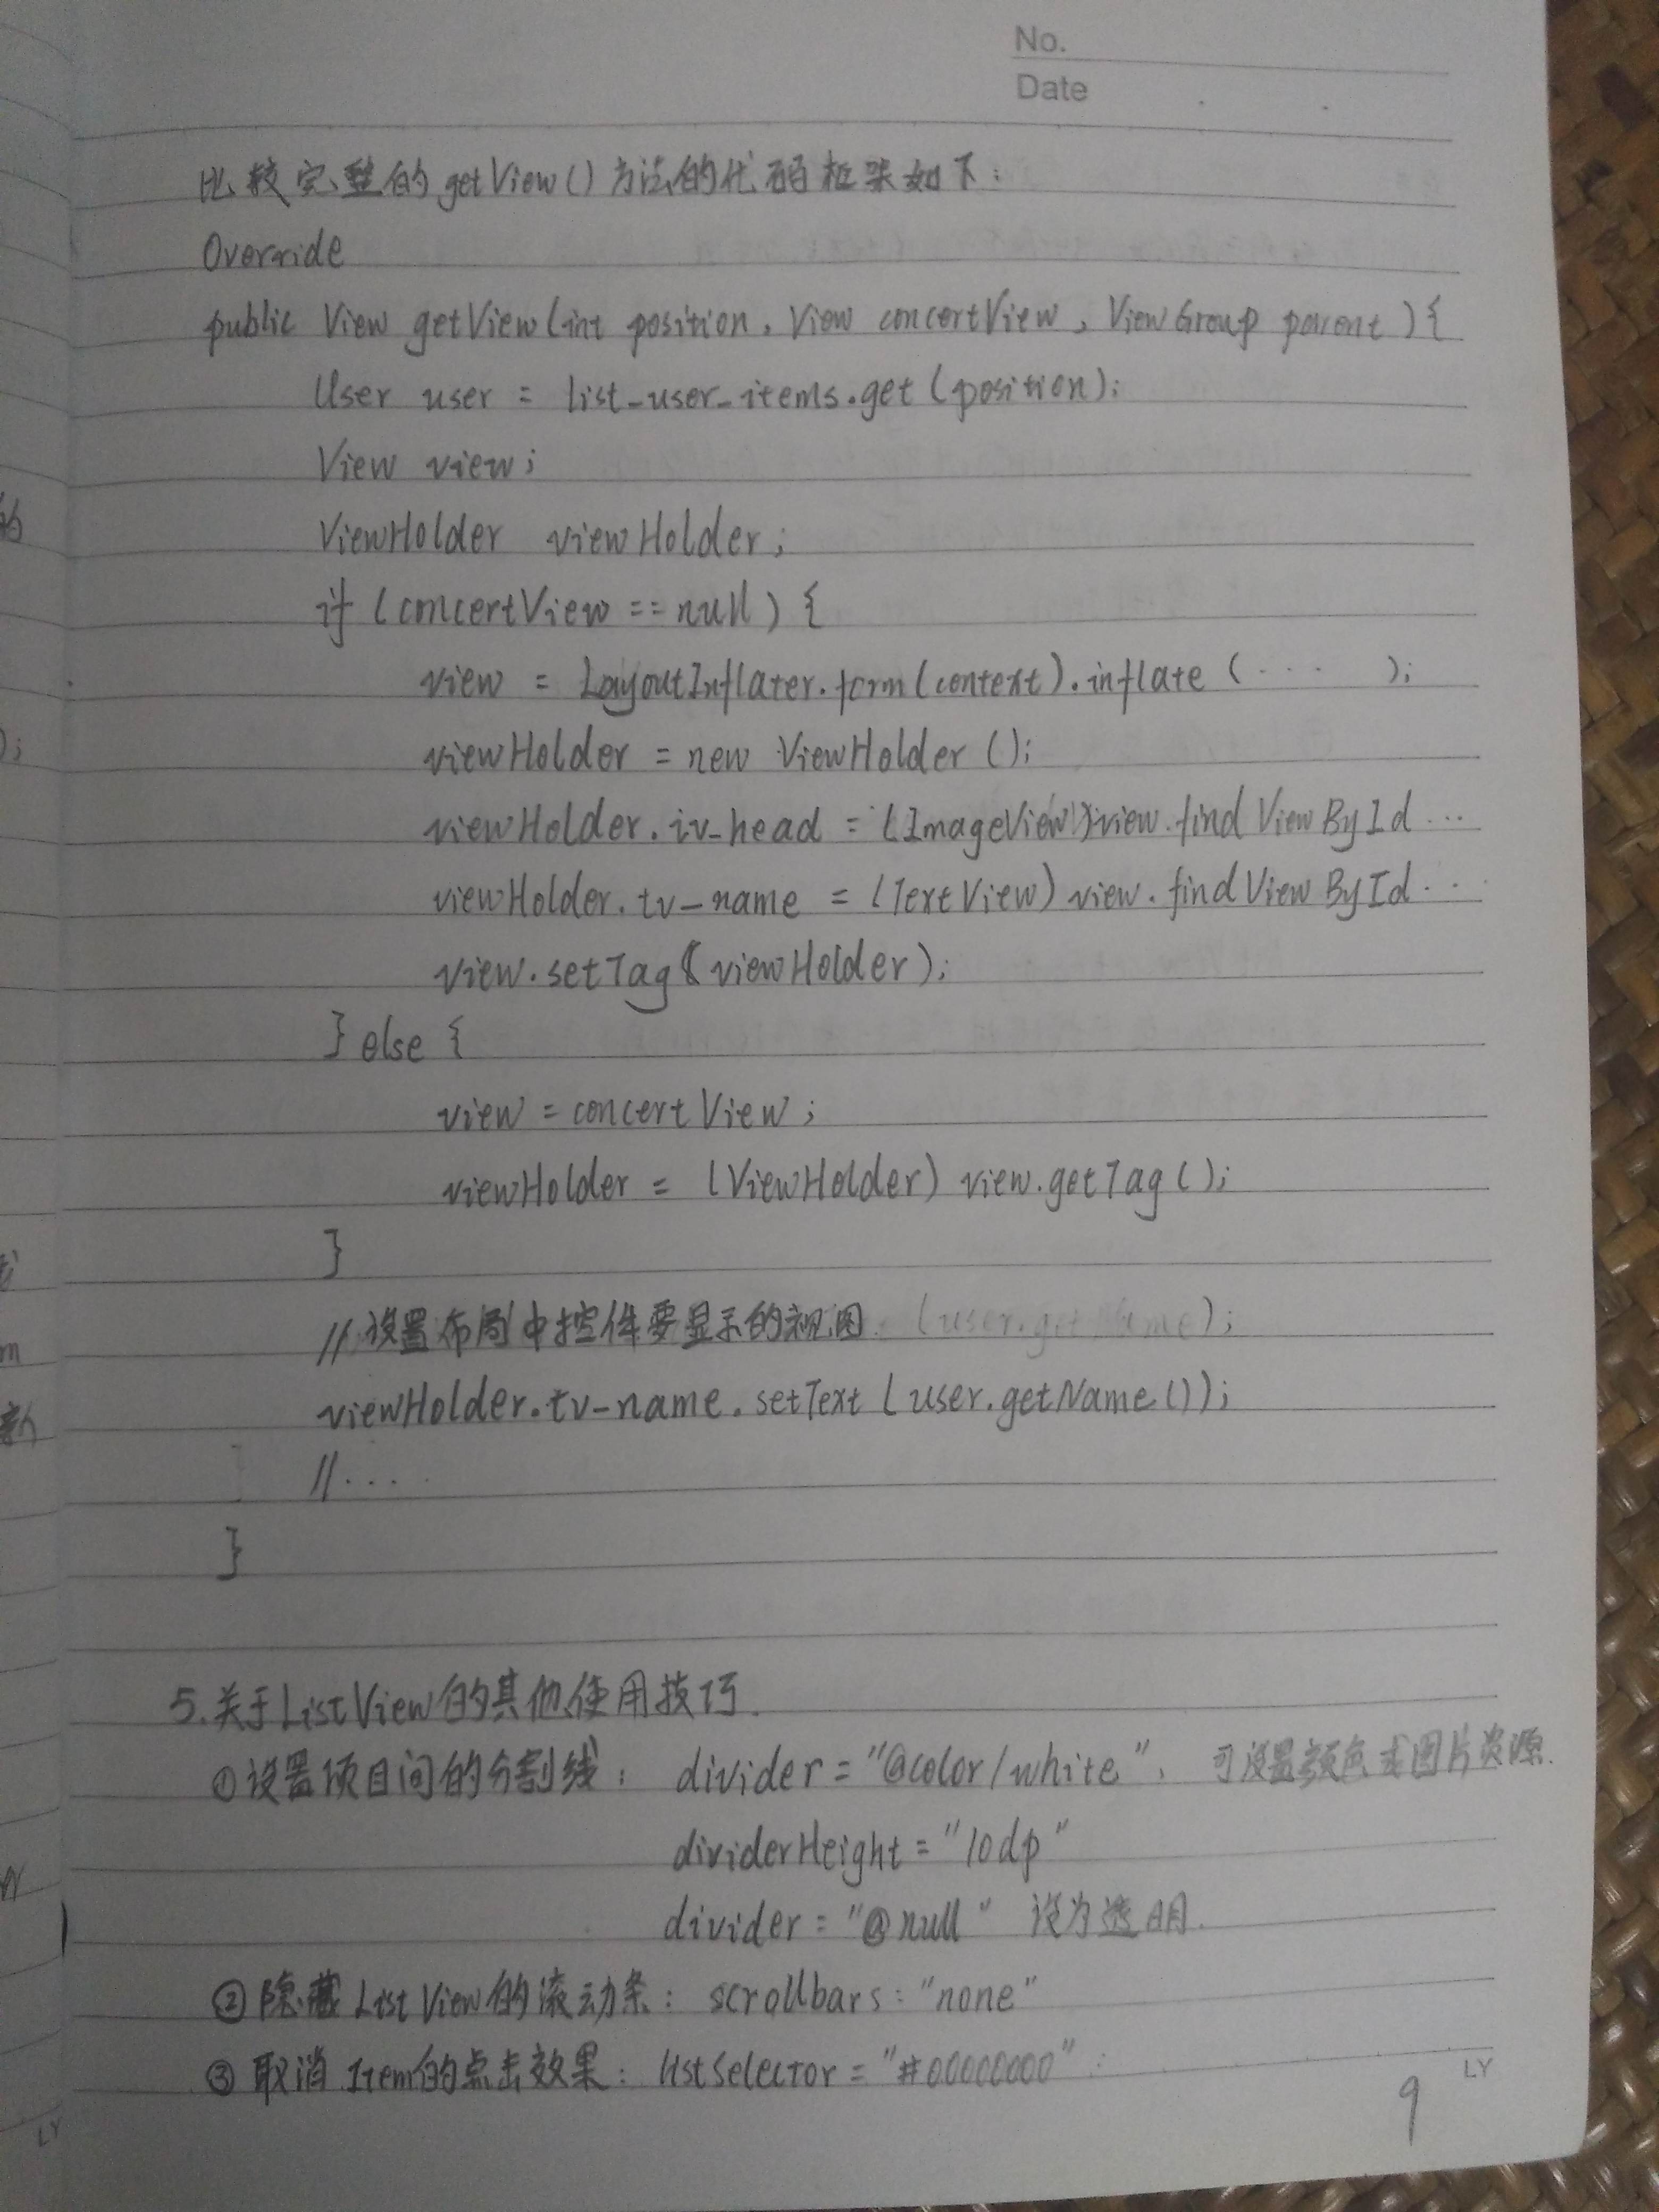 No.
Date
比较完整的getView()方法的代码框架如下:
Override
public View getView(int position, View concertView, ViewGroup parent){
User user = list_user_items.get(position);
View view;
ViewHolder viewHolder;
if (concertView == null) {
view = LayoutInflater.form(context).inflate(···· );
viewHolder = new ViewHolder();
viewHolder.iv-head = (ImageView)view.findViewById ···
viewHolder.tv-name = (TextView) view.findViewById ···
view.setTag(viewHolder);
} else {
view = concertView;
viewHolder = (ViewHolder) view.getTag();
}
//设置布局中控件要显示的视图 (user.getName);
viewHolder.tv-name.setText(user.getName());
//····
}
5.关于ListView的其他使用技巧.
①设置项目间的分割线: divider="@color/white", 可设置颜色或图片资源.
dividerHeight="10dp"
divider="@null" 设为透明.
②隐藏ListView的滚动条: scrollbars="none"
③取消Item的点击效果: listSelector="#00000000"
9
LY
LY